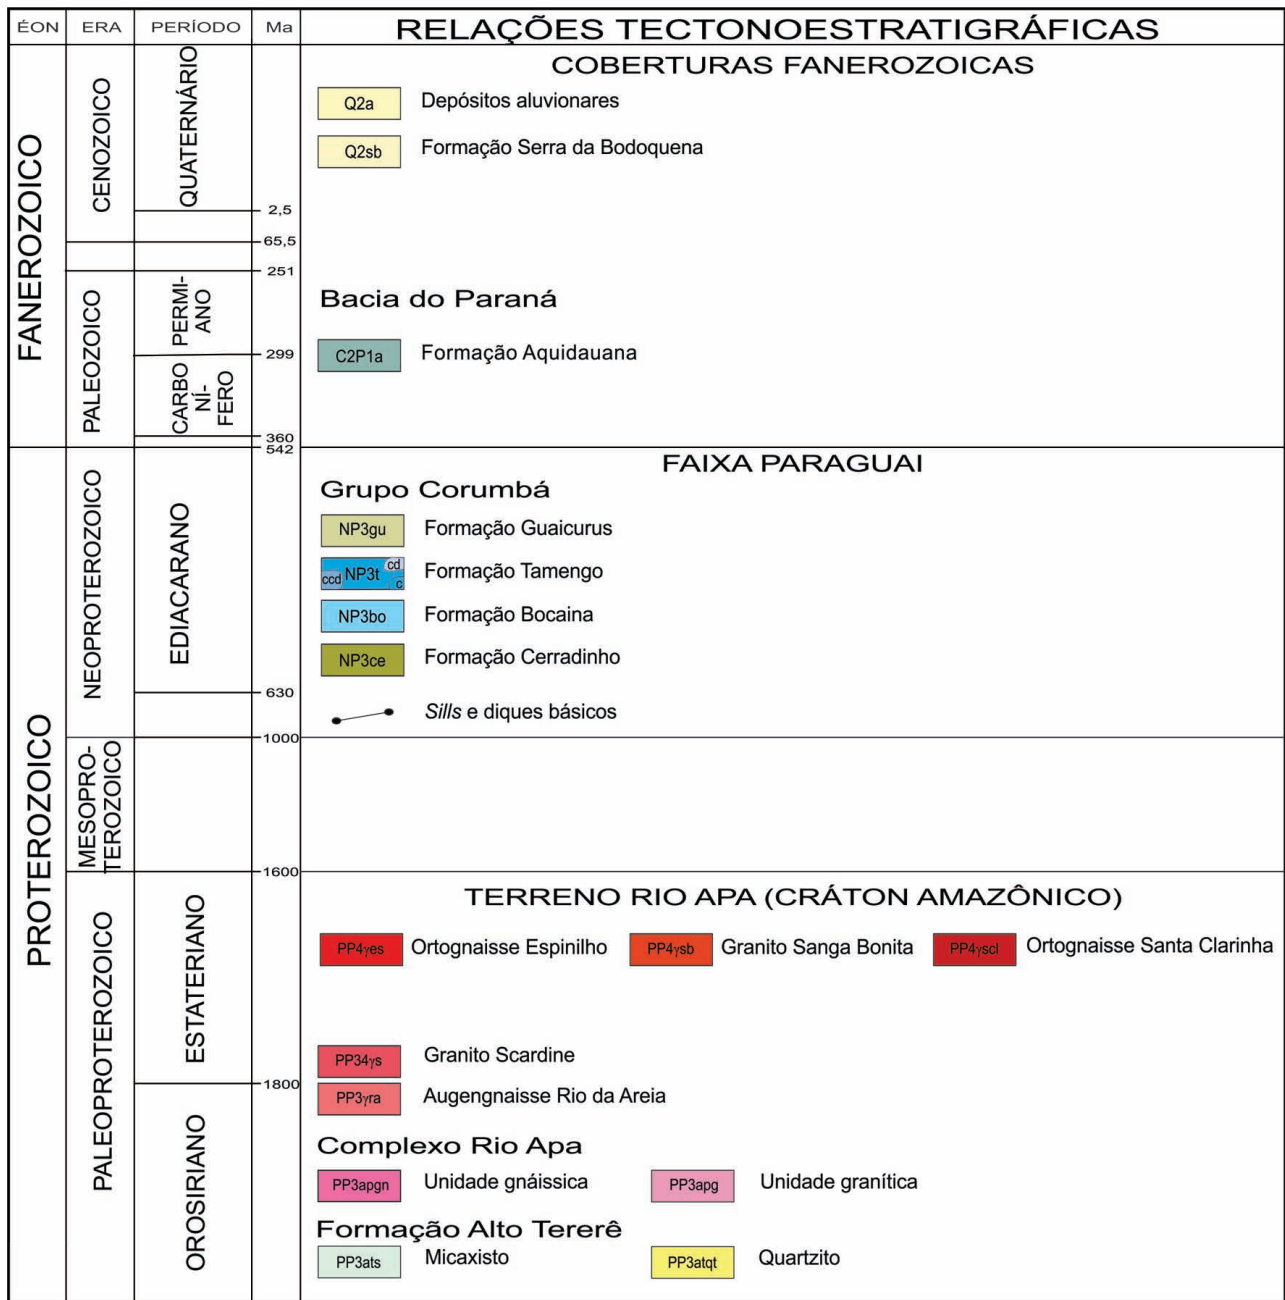 ÉON ERA PERÍODO Ma RELAÇÕES TECTONOESTRATIGRÁFICAS
FANEROZOICO
CENOZOICO
QUATERNÁRIO
COBERTURAS FANEROZOICAS
Q2a Depósitos aluvionares
Q2sb Formação Serra da Bodoquena
2,5
65,5
251
PALEOZOICO
PERMI-
ANO
Bacia do Paraná
299
C2P1a Formação Aquidauana
CARBO
NÍ-
FERO
360
542
PROTEROZOICO
NEOPROTEROZOICO
EDIACARANO
FAIXA PARAGUAI
Grupo Corumbá
NP3gu Formação Guaicurus
ccd NP3t cd c Formação Tamengo
NP3bo Formação Bocaina
NP3ce Formação Cerradinho
630
Sills e diques básicos
1000
MESOPRO-
TEROZOICO
1600
PALEOPROTEROZOICO
ESTATERIANO
TERRENO RIO APA (CRÁTON AMAZÔNICO)
PP4γes Ortognaisse Espinilho PP4γsb Granito Sanga Bonita PP4γscl Ortognaisse Santa Clarinha
PP34γs Granito Scardine
1800
PP3γra Augengnaisse Rio da Areia
OROSIRIANO
Complexo Rio Apa
PP3apgn Unidade gnáissica PP3apg Unidade granítica
Formação Alto Tererê
PP3ats Micaxisto PP3atqt Quartzito